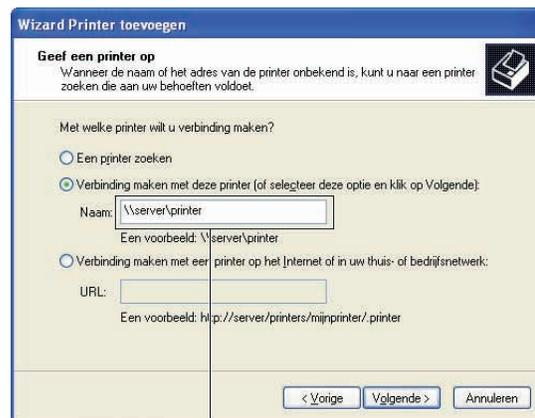 Wizard Printer toevoegen
Geef een printer op
Wanneer de naam of het adres van de printer onbekend is, kunt u naar een printer
zoeken die aan uw behoeften voldoet.
Met welke printer wilt u verbinding maken?
Een printer zoeken
Verbinding maken met deze printer (of selecteer deze optie en klik op Volgende):
Naam: \\server\printer
Een voorbeeld: \\server\printer
Verbinding maken met een printer op het Internet of in uw thuis- of bedrijfsnetwerk:
URL:
Een voorbeeld: http://server/printers/mijnprinter/.printer
< Vorige Volgende > Annuleren